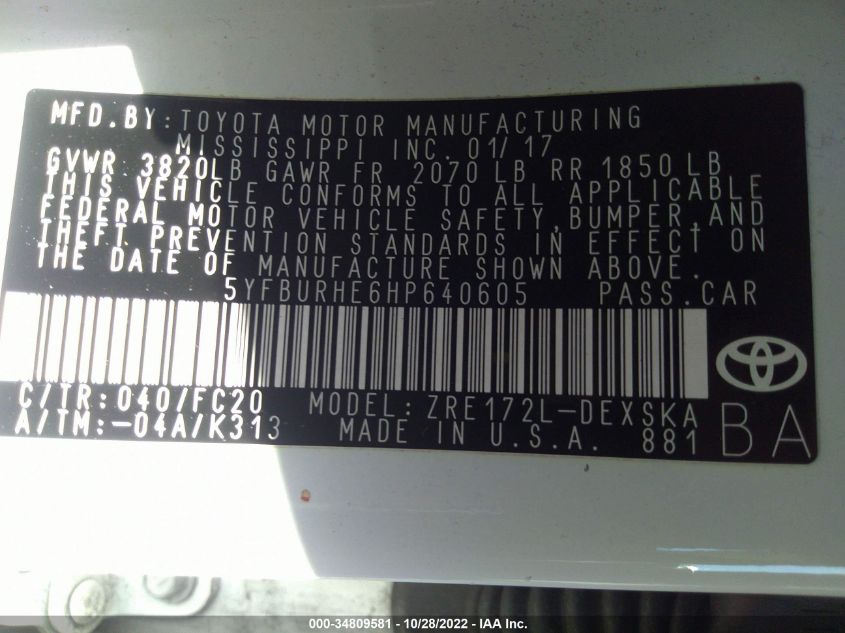 MFD.BY:TOYOTA MOTOR MANUFACTURING
MISSISSIPPI INC. 01/17
GVWR 3820LB GAWR FR 2070 LB RR 1850 LB
THIS VEHICLE CONFORMS TO ALL APPLICABLE
FEDERAL MOTOR VEHICLE SAFETY,BUMPER,AND
THEFT PREVENTION STANDARDS IN EFFECT ON
THE DATE OF MANUFACTURE SHOWN ABOVE.
5YFBURHE6HP640605 PASS.CAR
C/TR:040/FC20 MODEL: ZRE172L-DEXSKA
A/TM:-04A/K313 MADE IN U.S.A. 881
BA
000-34809581 - 10/28/2022 - IAA Inc.